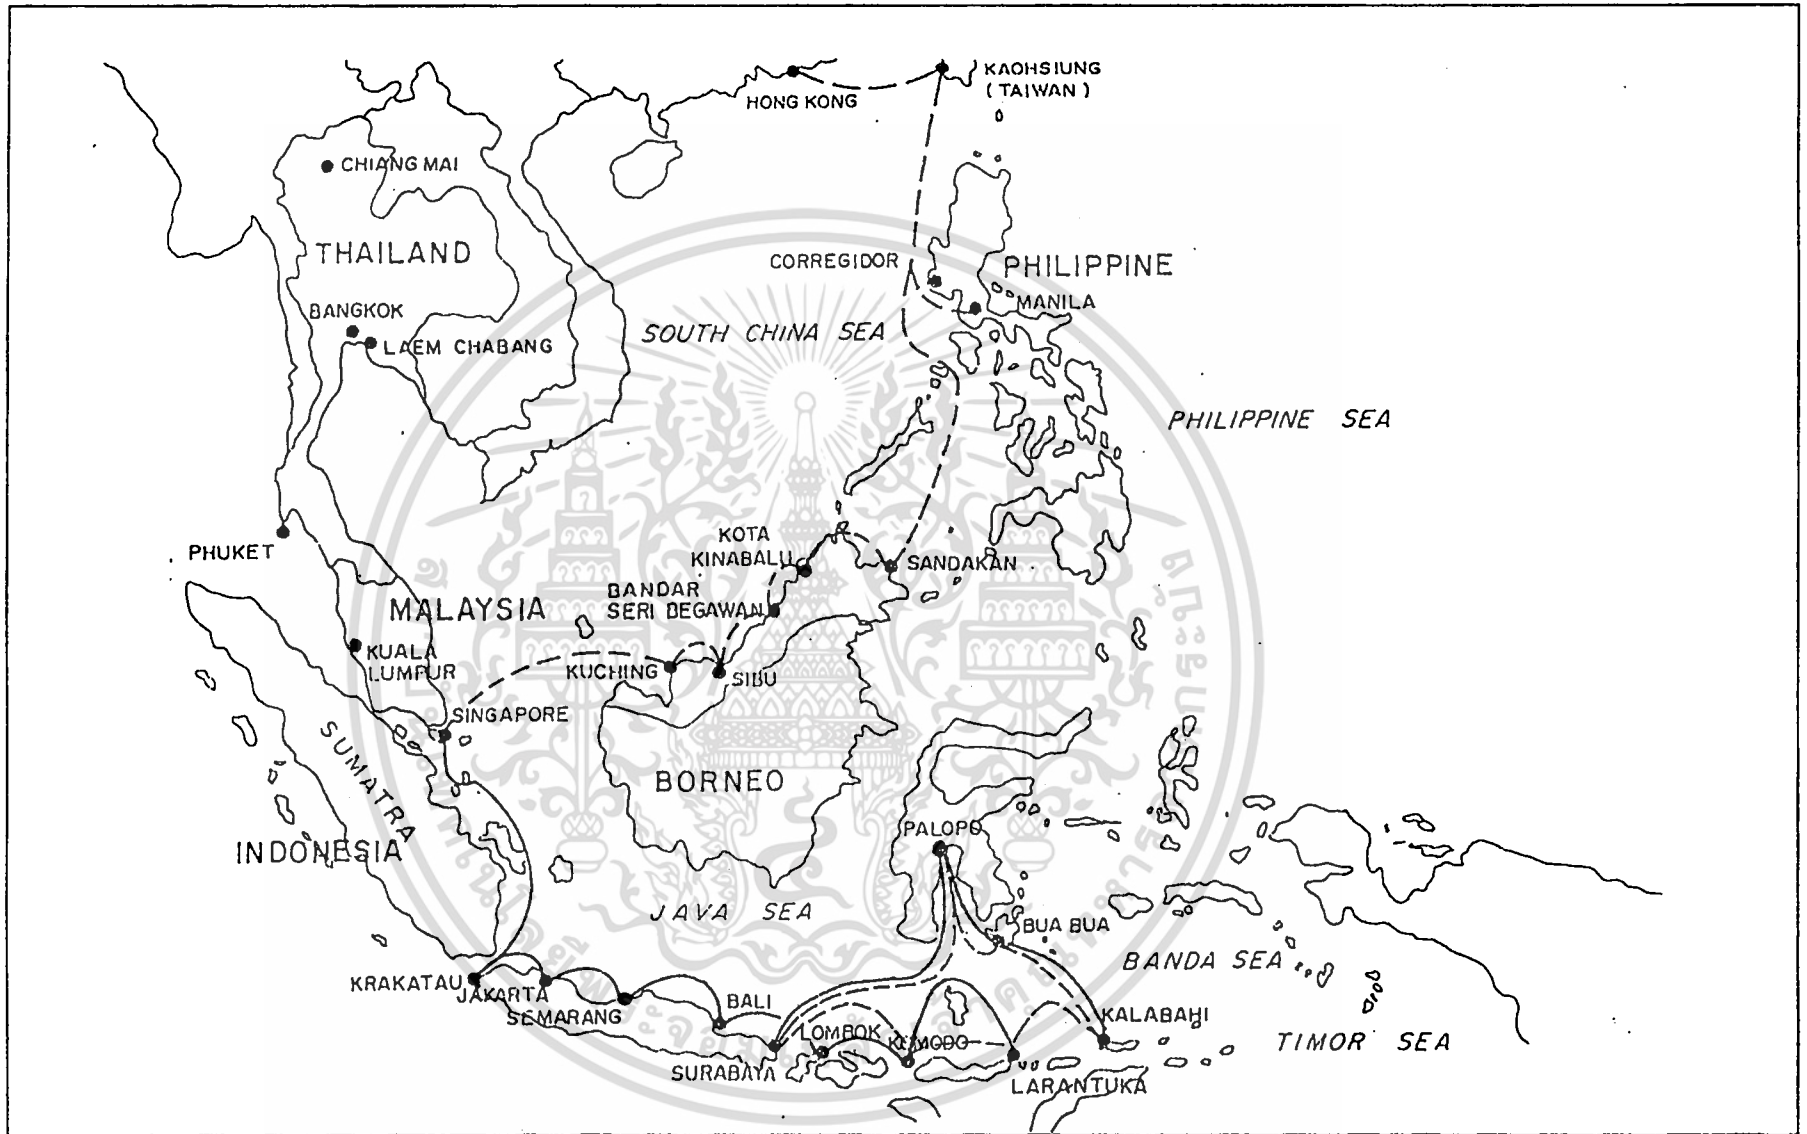 KAOHSIUNG
( TAIWAN )
HONG KONG
CHIANG MAI
THAILAND
CORREGIDOR
PHILIPPINE
MANILA
BANGKOK
LAEM CHABANG
SOUTH CHINA SEA
PHILIPPINE SEA
PHUKET
KOTA
KINABALU
SANDAKAN
BANDAR
SERI BEGAWAN
MALAYSIA
KUALA
LUMPUR
KUCHING
SIBU
SINGAPORE
SUMATRA
BORNEO
INDONESIA
PALOPO
JAVA SEA
BUA BUA
BANDA SEA
KRAKATAU
JAKARTA
SEMARANG
BALI
LOMBOK
KEMODO
KALABAHI
TIMOR SEA
SURABAYA
LARANTUKA